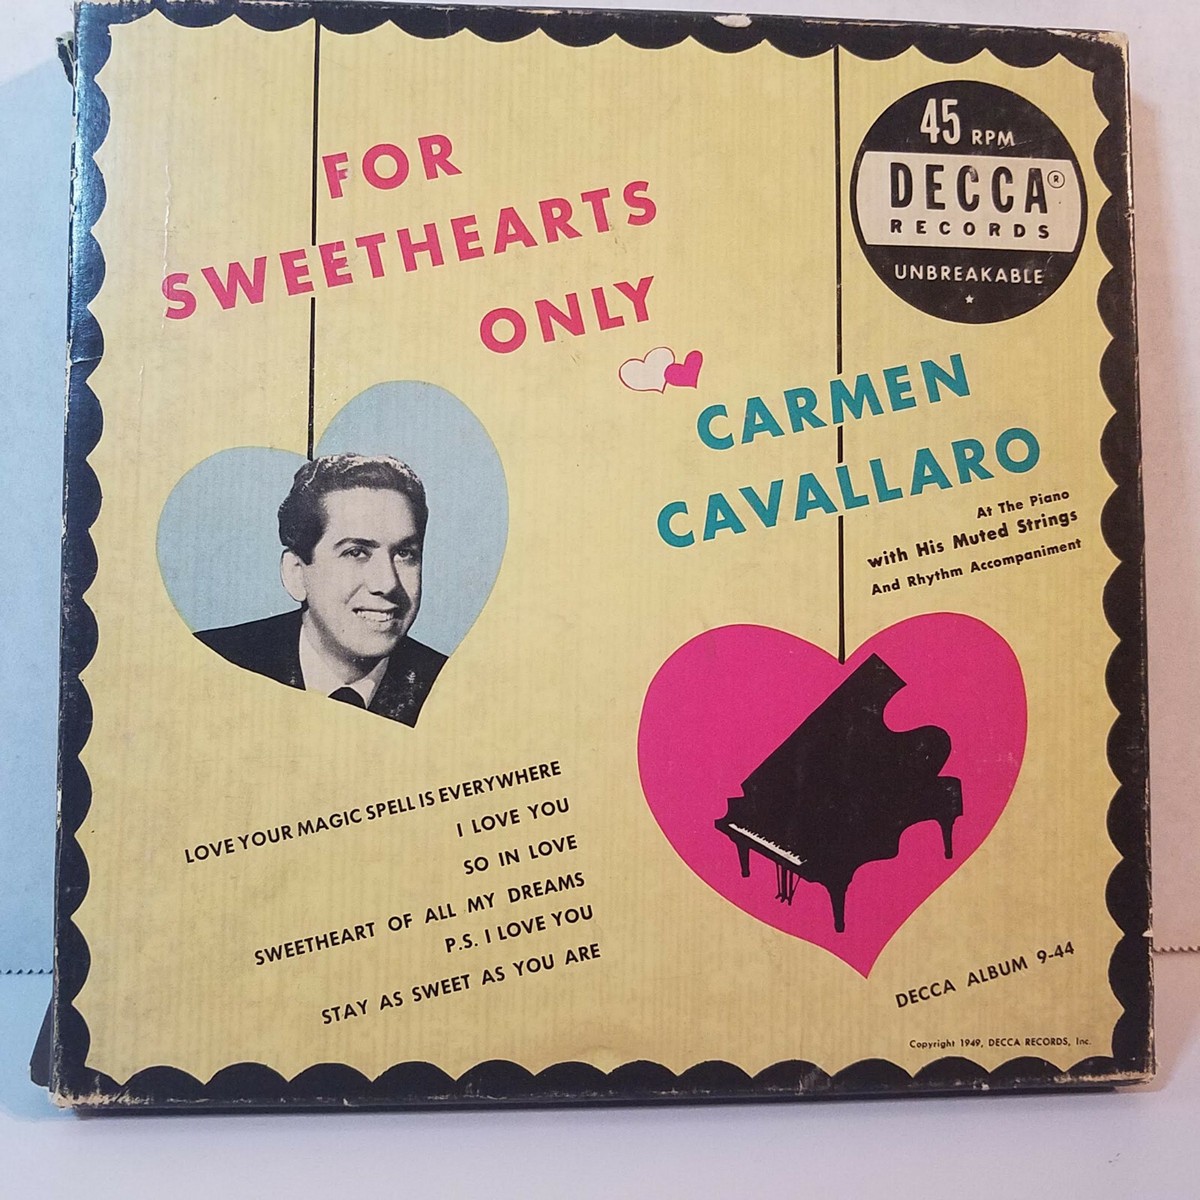 FOR
SWEETHEARTS
ONLY
45 RPM
DECCA®
RECORDS
UNBREAKABLE
CARMEN
CAVALLARO
At The Piano
with His Muted Strings
And Rhythm Accompaniment
LOVE YOUR MAGIC SPELL IS EVERYWHERE
I LOVE YOU
SO IN LOVE
SWEETHEART OF ALL MY DREAMS
P.S. I LOVE YOU
STAY AS SWEET AS YOU ARE
DECCA ALBUM 9-44
Copyright 1949, DECCA RECORDS, Inc.